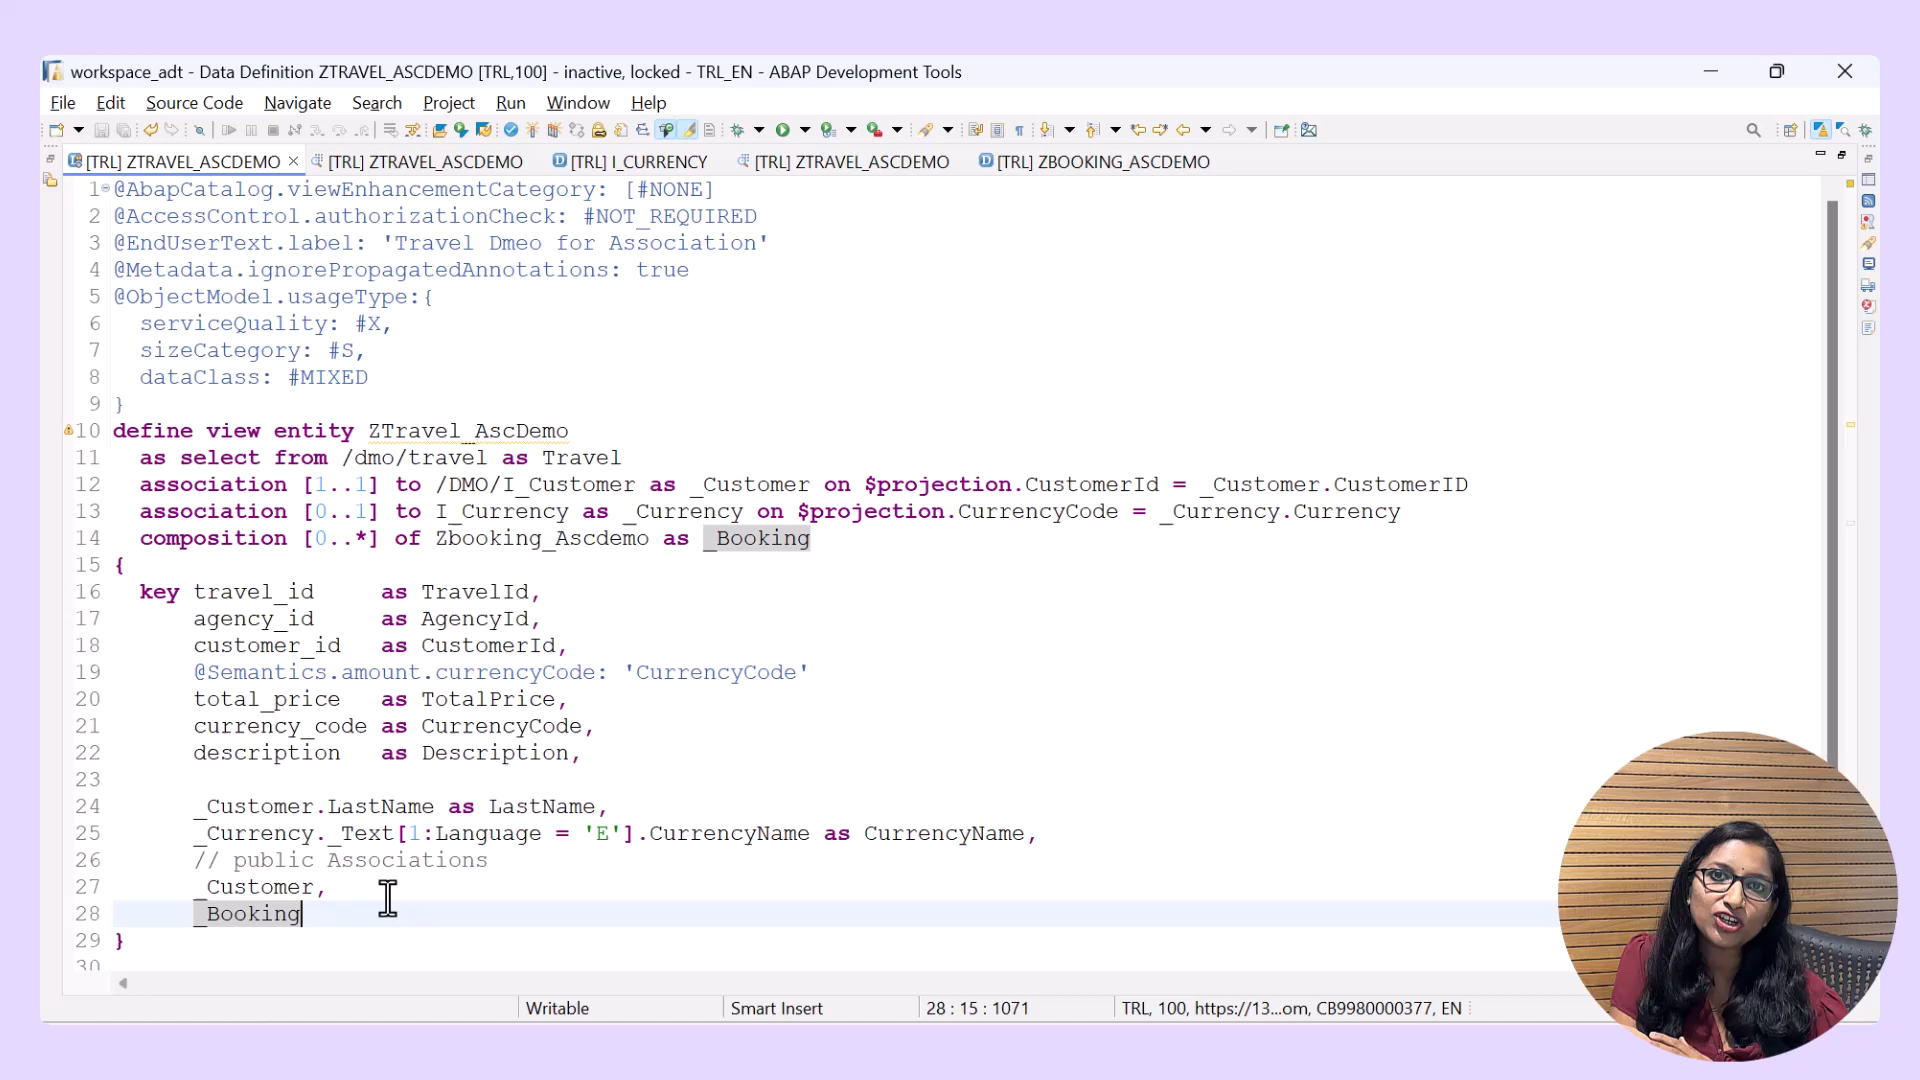 workspace_adt - Data Definition ZTRAVEL_ASCDEMO [TRL,100] - inactive, locked - TRL_EN - ABAP Development Tools
File Edit Source Code Navigate Search Project Run Window Help
[TRL] ZTRAVEL_ASCDEMO [TRL] ZTRAVEL_ASCDEMO [TRL] I_CURRENCY [TRL] ZTRAVEL_ASCDEMO [TRL] ZBOOKING_ASCDEMO
1 @AbapCatalog.viewEnhancementCategory: [#NONE]
2 @AccessControl.authorizationCheck: #NOT_REQUIRED
3 @EndUserText.label: 'Travel Dmeo for Association'
4 @Metadata.ignorePropagatedAnnotations: true
5 @ObjectModel.usageType:{
6 serviceQuality: #X,
7 sizeCategory: #S,
8 dataClass: #MIXED
9 }
10 define view entity ZTravel_AscDemo
11 as select from /dmo/travel as Travel
12 association [1..1] to /DMO/I_Customer as _Customer on $projection.CustomerId = _Customer.CustomerID
13 association [0..1] to I_Currency as _Currency on $projection.CurrencyCode = _Currency.Currency
14 composition [0..*] of Zbooking_Ascdemo as _Booking
15 {
16 key travel_id as TravelId,
17 agency_id as AgencyId,
18 customer_id as CustomerId,
19 @Semantics.amount.currencyCode: 'CurrencyCode'
20 total_price as TotalPrice,
21 currency_code as CurrencyCode,
22 description as Description,
23
24 _Customer.LastName as LastName,
25 _Currency._Text[1:Language = 'E'].CurrencyName as CurrencyName,
26 // public Associations
27 _Customer,
28 _Booking
29 }
30
Writable Smart Insert 28 : 15 : 1071 TRL, 100, https://13...om, CB9980000377, EN